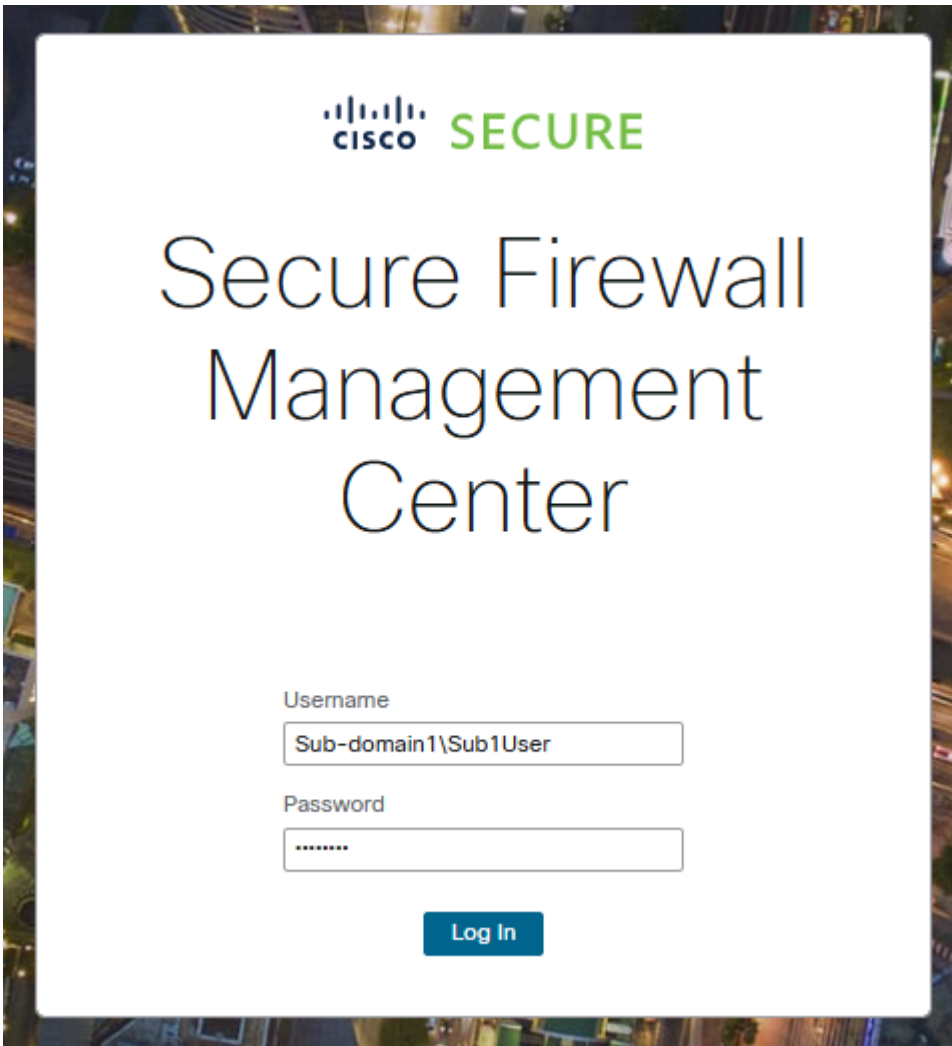 CISCO SECURE
Secure Firewall
Management
Center
Username
Sub-domain1\Sub1User
Password
••••••••
Log In